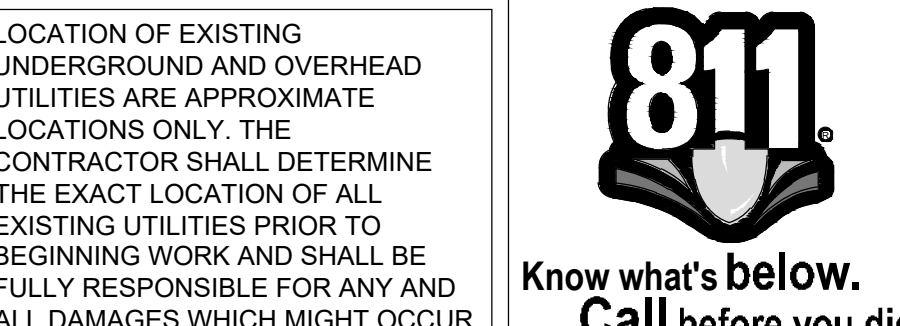 LOCATION OF EXISTING
UNDERGROUND AND OVERHEAD
UTILITIES ARE APPROXIMATE
LOCATIONS ONLY. THE
CONTRACTOR SHALL DETERMINE
THE EXACT LOCATION OF ALL
EXISTING UTILITIES PRIOR TO
BEGINNING WORK AND SHALL BE
FULLY RESPONSIBLE FOR ANY AND
ALL DAMAGES WHICH MIGHT OCCUR
811®
Know what's below.
Call before you dig